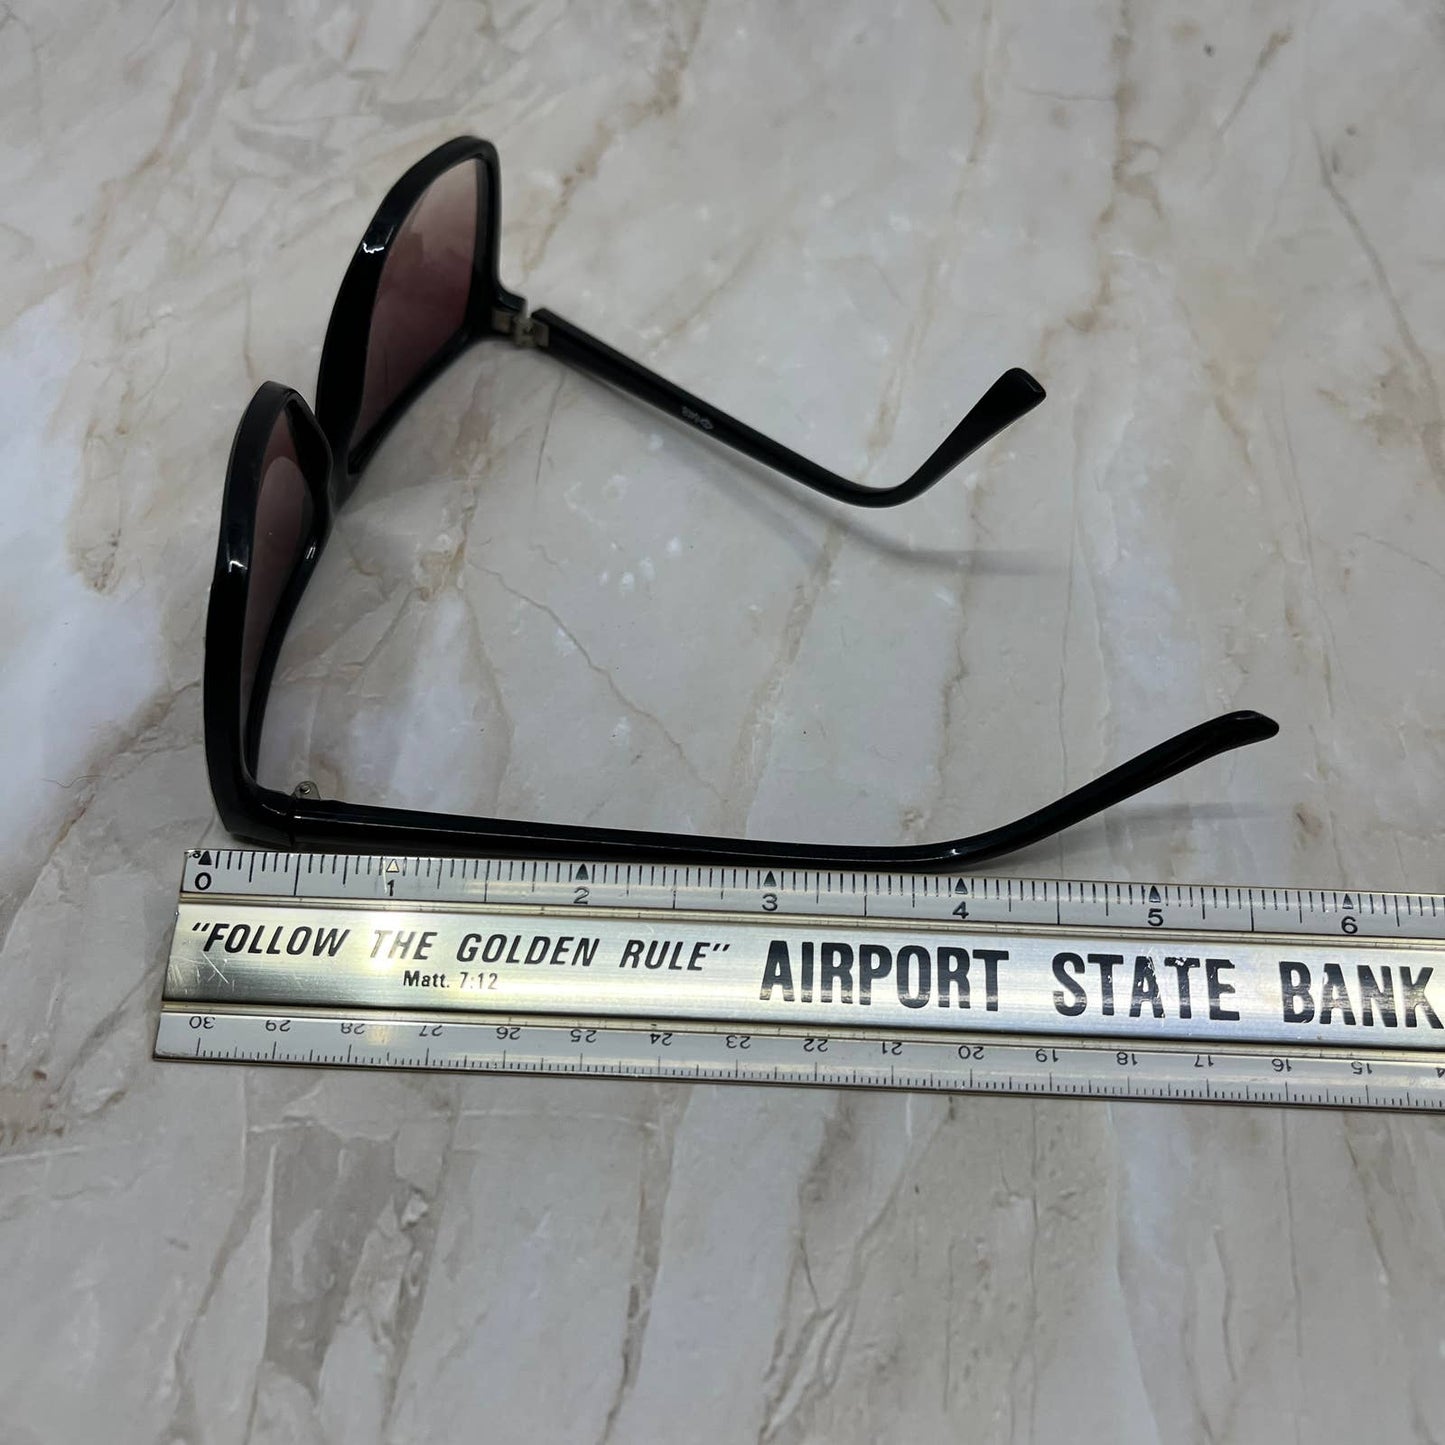 0 1 2 3 4 5 6
"FOLLOW THE GOLDEN RULE" AIRPORT STATE BANK
Matt. 7:12
30 29 28 27 26 25 24 23 22 21 20 19 18 17 16 15